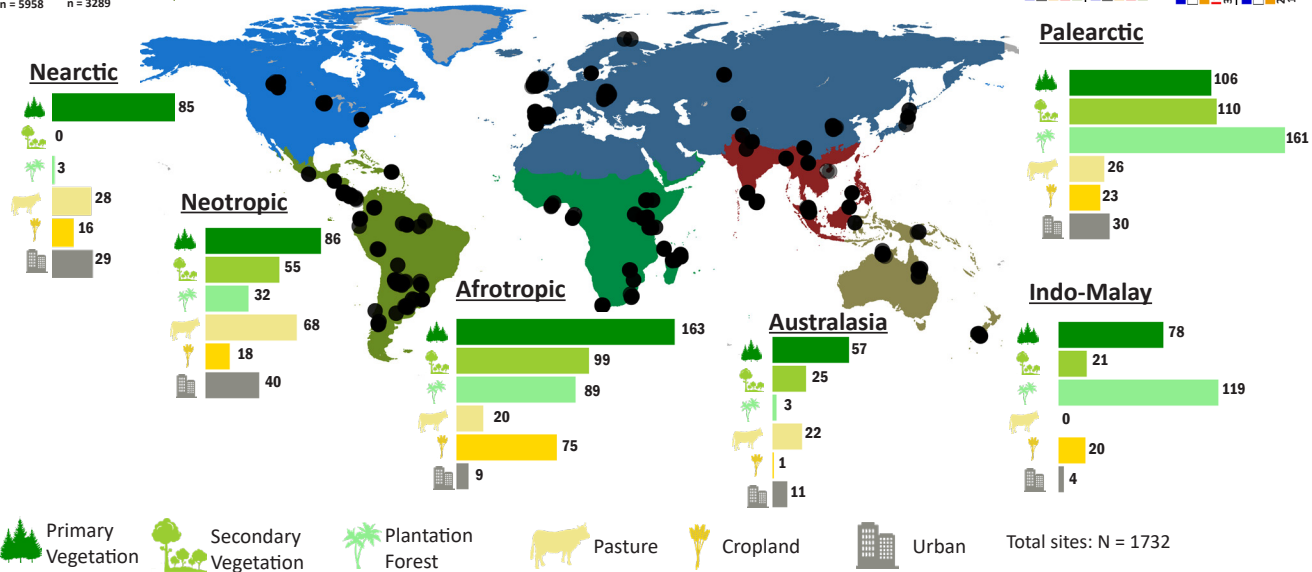 n = 5958 n = 3289
Palearctic
106
110
161
26
23
30
Nearctic
85
0
3
28
16
29
Neotropic
86
55
32
68
18
40
Afrotropic
163
99
89
20
75
9
Australasia
57
25
3
22
1
11
Indo-Malay
78
21
119
0
20
4
Primary
Vegetation
Secondary
Vegetation
Plantation
Forest
Pasture
Cropland
Urban
Total sites: N = 1732